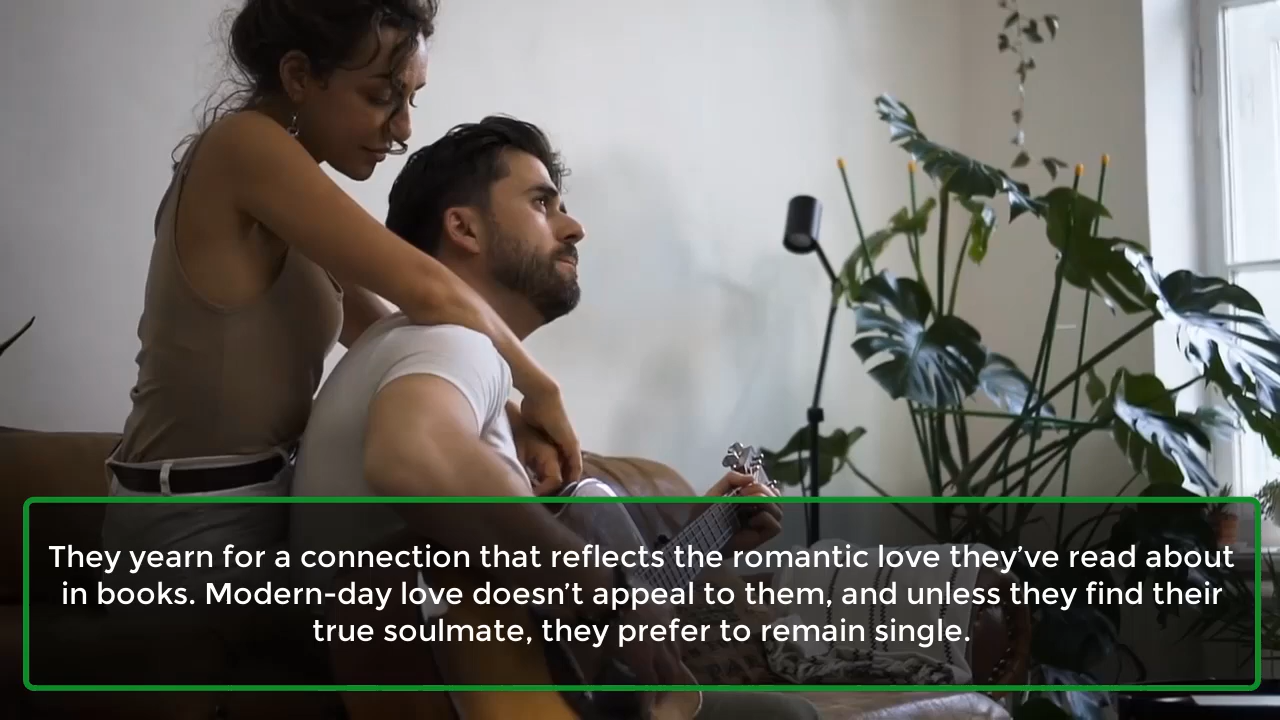 They yearn for a connection that reflects the romantic love they’ve read about
in books. Modern-day love doesn’t appeal to them, and unless they find their
true soulmate, they prefer to remain single.